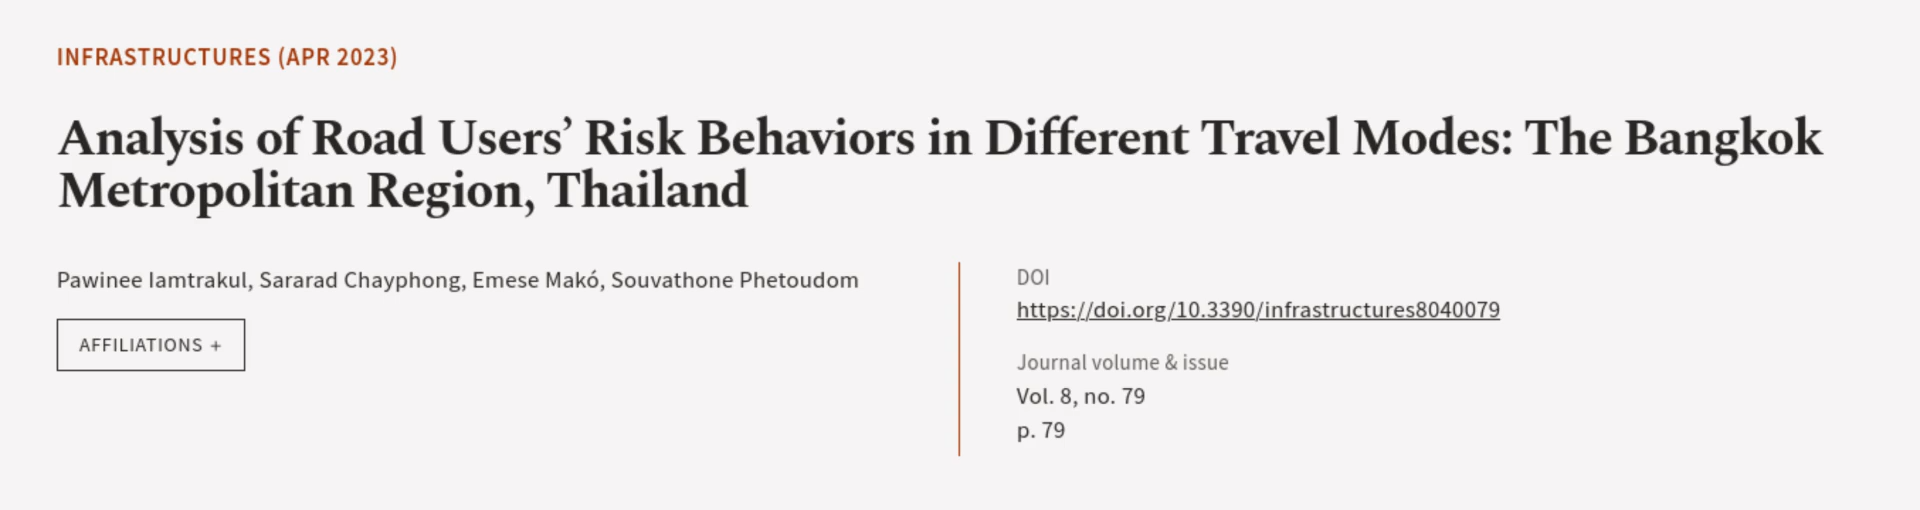 INFRASTRUCTURES (APR 2023)
Analysis of Road Users’ Risk Behaviors in Different Travel Modes: The Bangkok
Metropolitan Region, Thailand
Pawinee Iamtrakul, Sararad Chayphong, Emese Makó, Souvathone Phetoudom
AFFILIATIONS +
DOI
https://doi.org/10.3390/infrastructures8040079
Journal volume & issue
Vol. 8, no. 79
p. 79